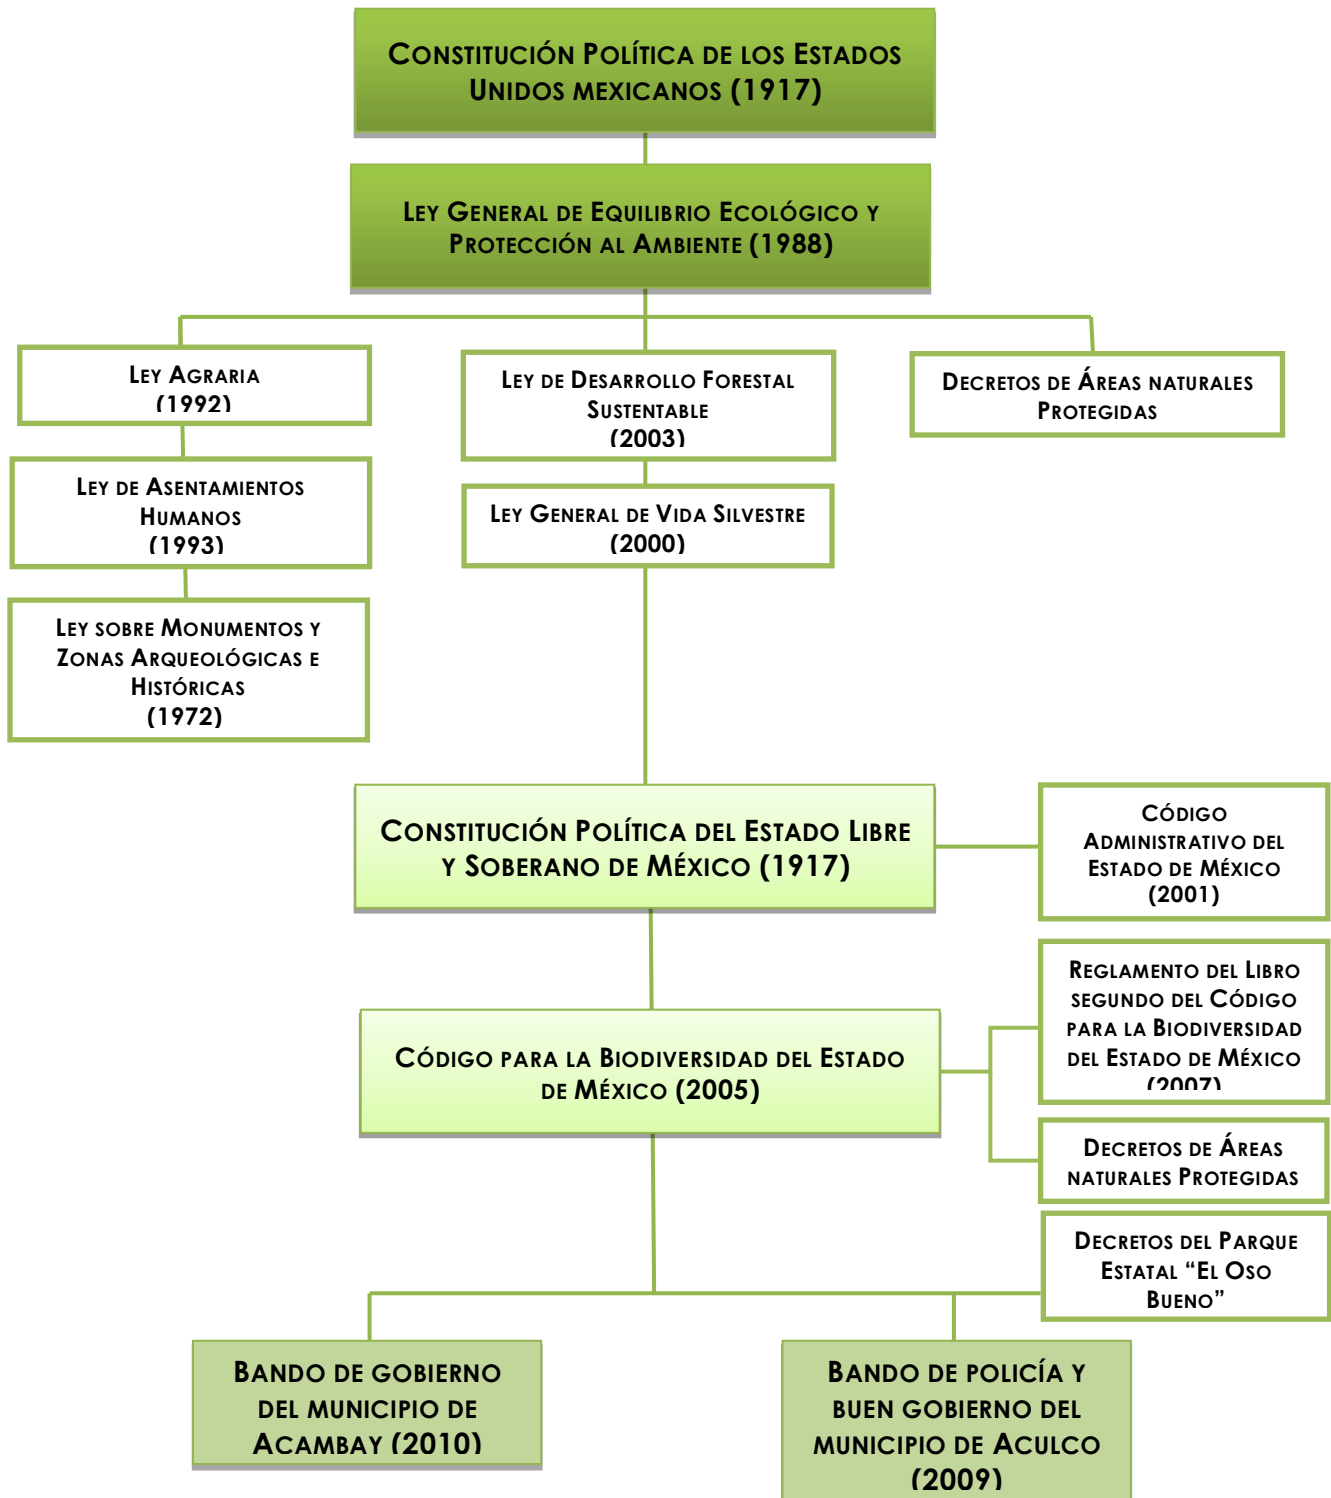 Constitución Política de los Estados
Unidos mexicanos (1917)
Ley General de Equilibrio Ecológico y
Protección al Ambiente (1988)
Ley Agraria
(1992)
Ley de Desarrollo Forestal
Sustentable
(2003)
Decretos de Áreas naturales
Protegidas
Ley de Asentamientos
Humanos
(1993)
Ley General de Vida Silvestre
(2000)
Ley sobre Monumentos y
Zonas Arqueológicas e
Históricas
(1972)
Constitución Política del Estado Libre
y Soberano de México (1917)
Código
Administrativo del
Estado de México
(2001)
Reglamento del Libro
segundo del Código
para la Biodiversidad
del Estado de México
(2007)
Código para la Biodiversidad del Estado
de México (2005)
Decretos de Áreas
naturales Protegidas
Decretos del Parque
Estatal “El Oso
Bueno”
Bando de gobierno
del municipio de
Acambay (2010)
Bando de policía y
buen gobierno del
municipio de Aculco
(2009)